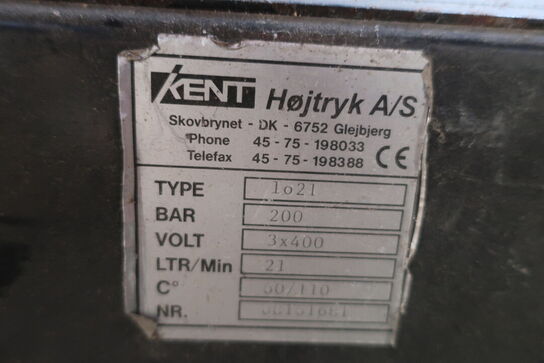 KENT Højtryk A/S
Skovbrynet - DK - 6752 Glejbjerg
Phone 45 - 75 - 198033
Telefax 45 - 75 - 198388 CE
TYPE 1o21
BAR 200
VOLT 3x400
LTR/Min 21
C° /110
NR.